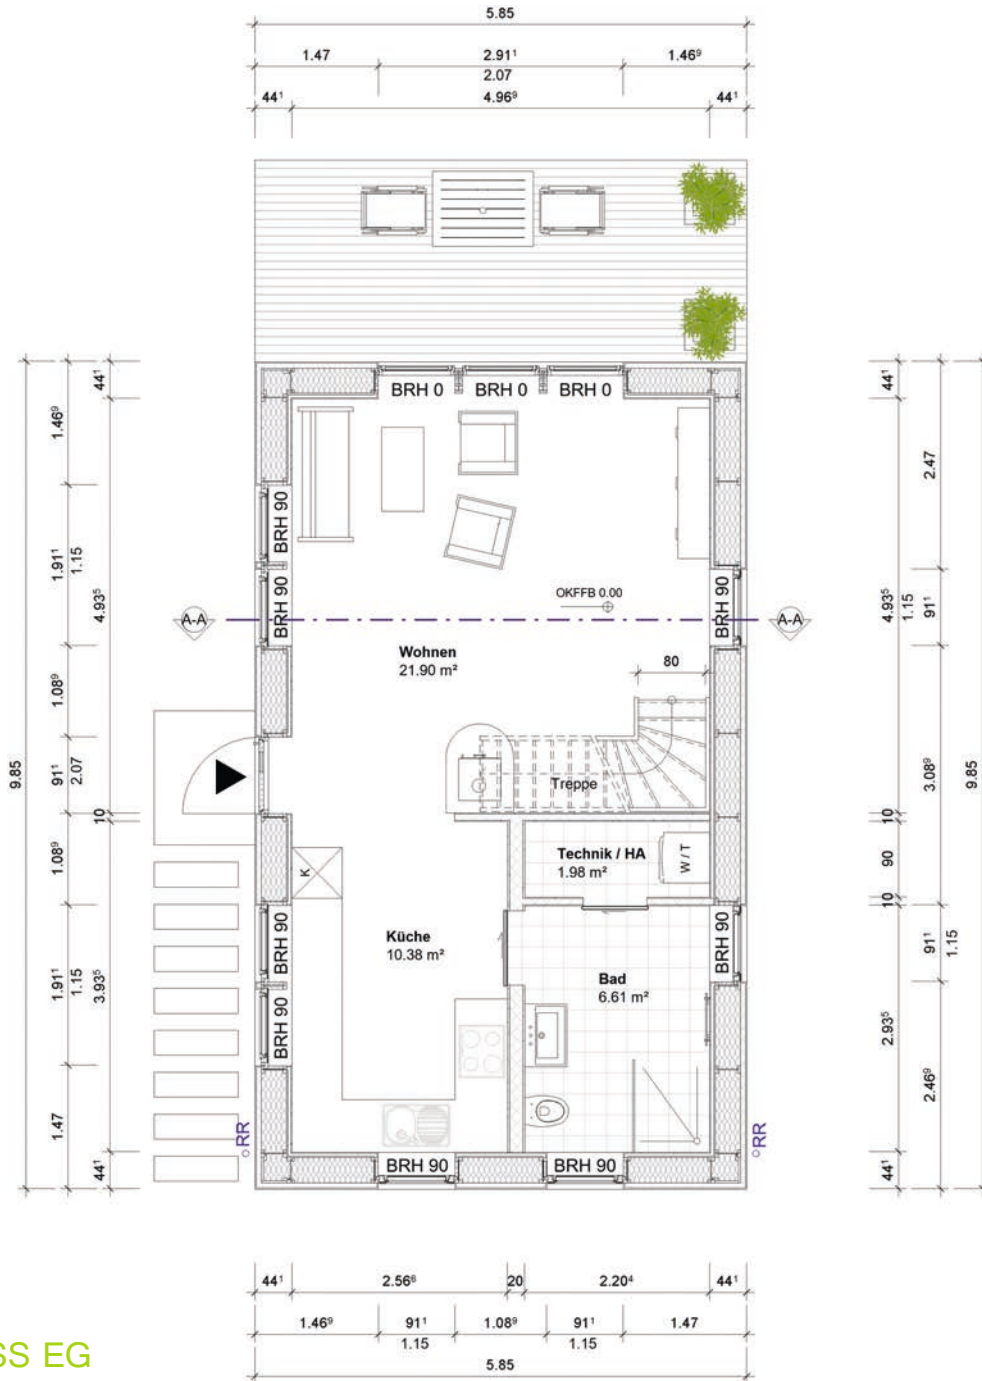 5.85
1.47 2.91¹ 1.46⁹
2.07
44¹ 4.96⁹ 44¹
BRH 0 BRH 0 BRH 0
44¹
1.46⁹
1.91¹
1.15
4.93⁵
1.08⁹
91¹
2.07
9.85
10
1.08⁹
1.91¹
1.15
3.93⁵
1.47
44¹
BRH 90
BRH 90
A-A
OKFFB 0.00
BRH 90
A-A
Wohnen
21.90 m²
80
Treppe
Technik / HA
1.98 m²
W / T
K
Küche
10.38 m²
BRH 90
BRH 90
BRH 90
Bad
6.61 m²
RR
RR
BRH 90 BRH 90
44¹
2.47
4.93⁵
1.15
91¹
3.08⁹
9.85
10
90
10
91¹
1.15
2.93⁵
2.46⁹
44¹
44¹ 2.56⁶ 20 2.20⁴ 44¹
1.46⁹ 91¹ 1.08⁹ 91¹ 1.47
1.15 1.15
5.85
SS EG